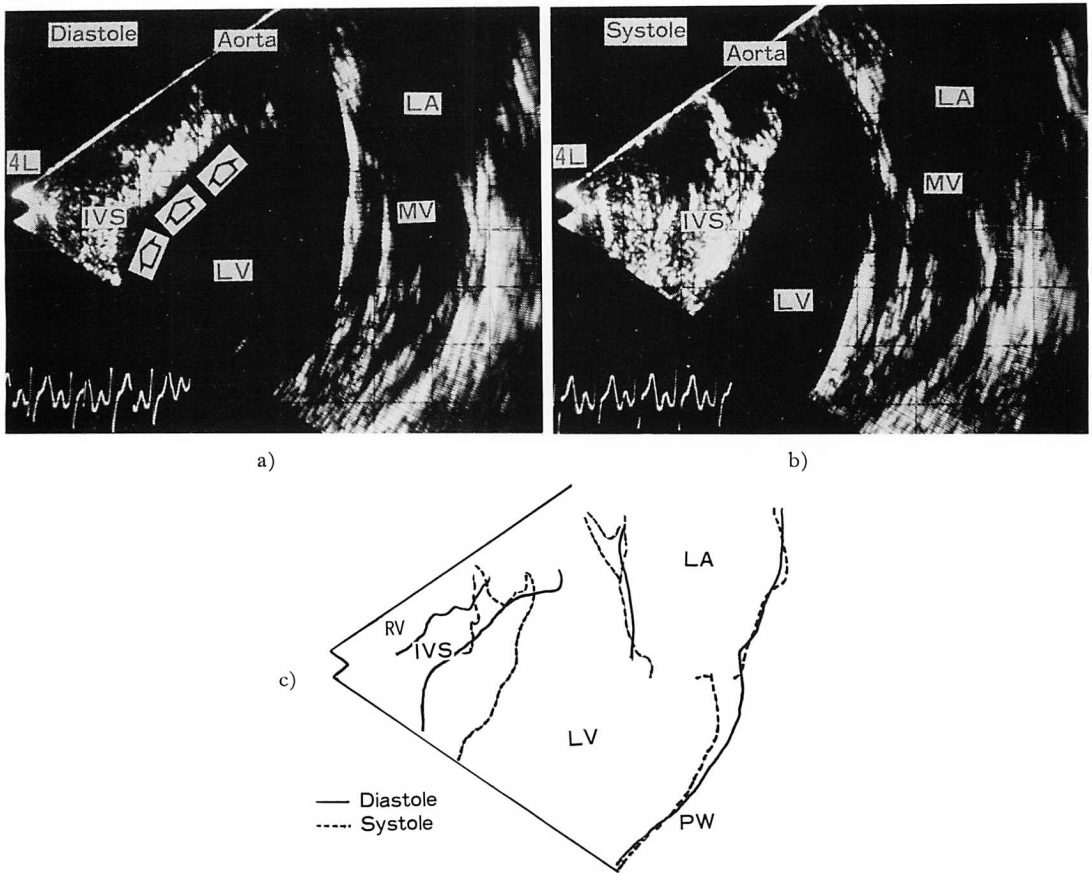 Diastole
Aorta
LA
4L
IVS
MV
LV
a)
Systole
Aorta
LA
4L
IVS
MV
LV
b)
c)
RV
IVS
LA
LV
PW
Diastole
Systole